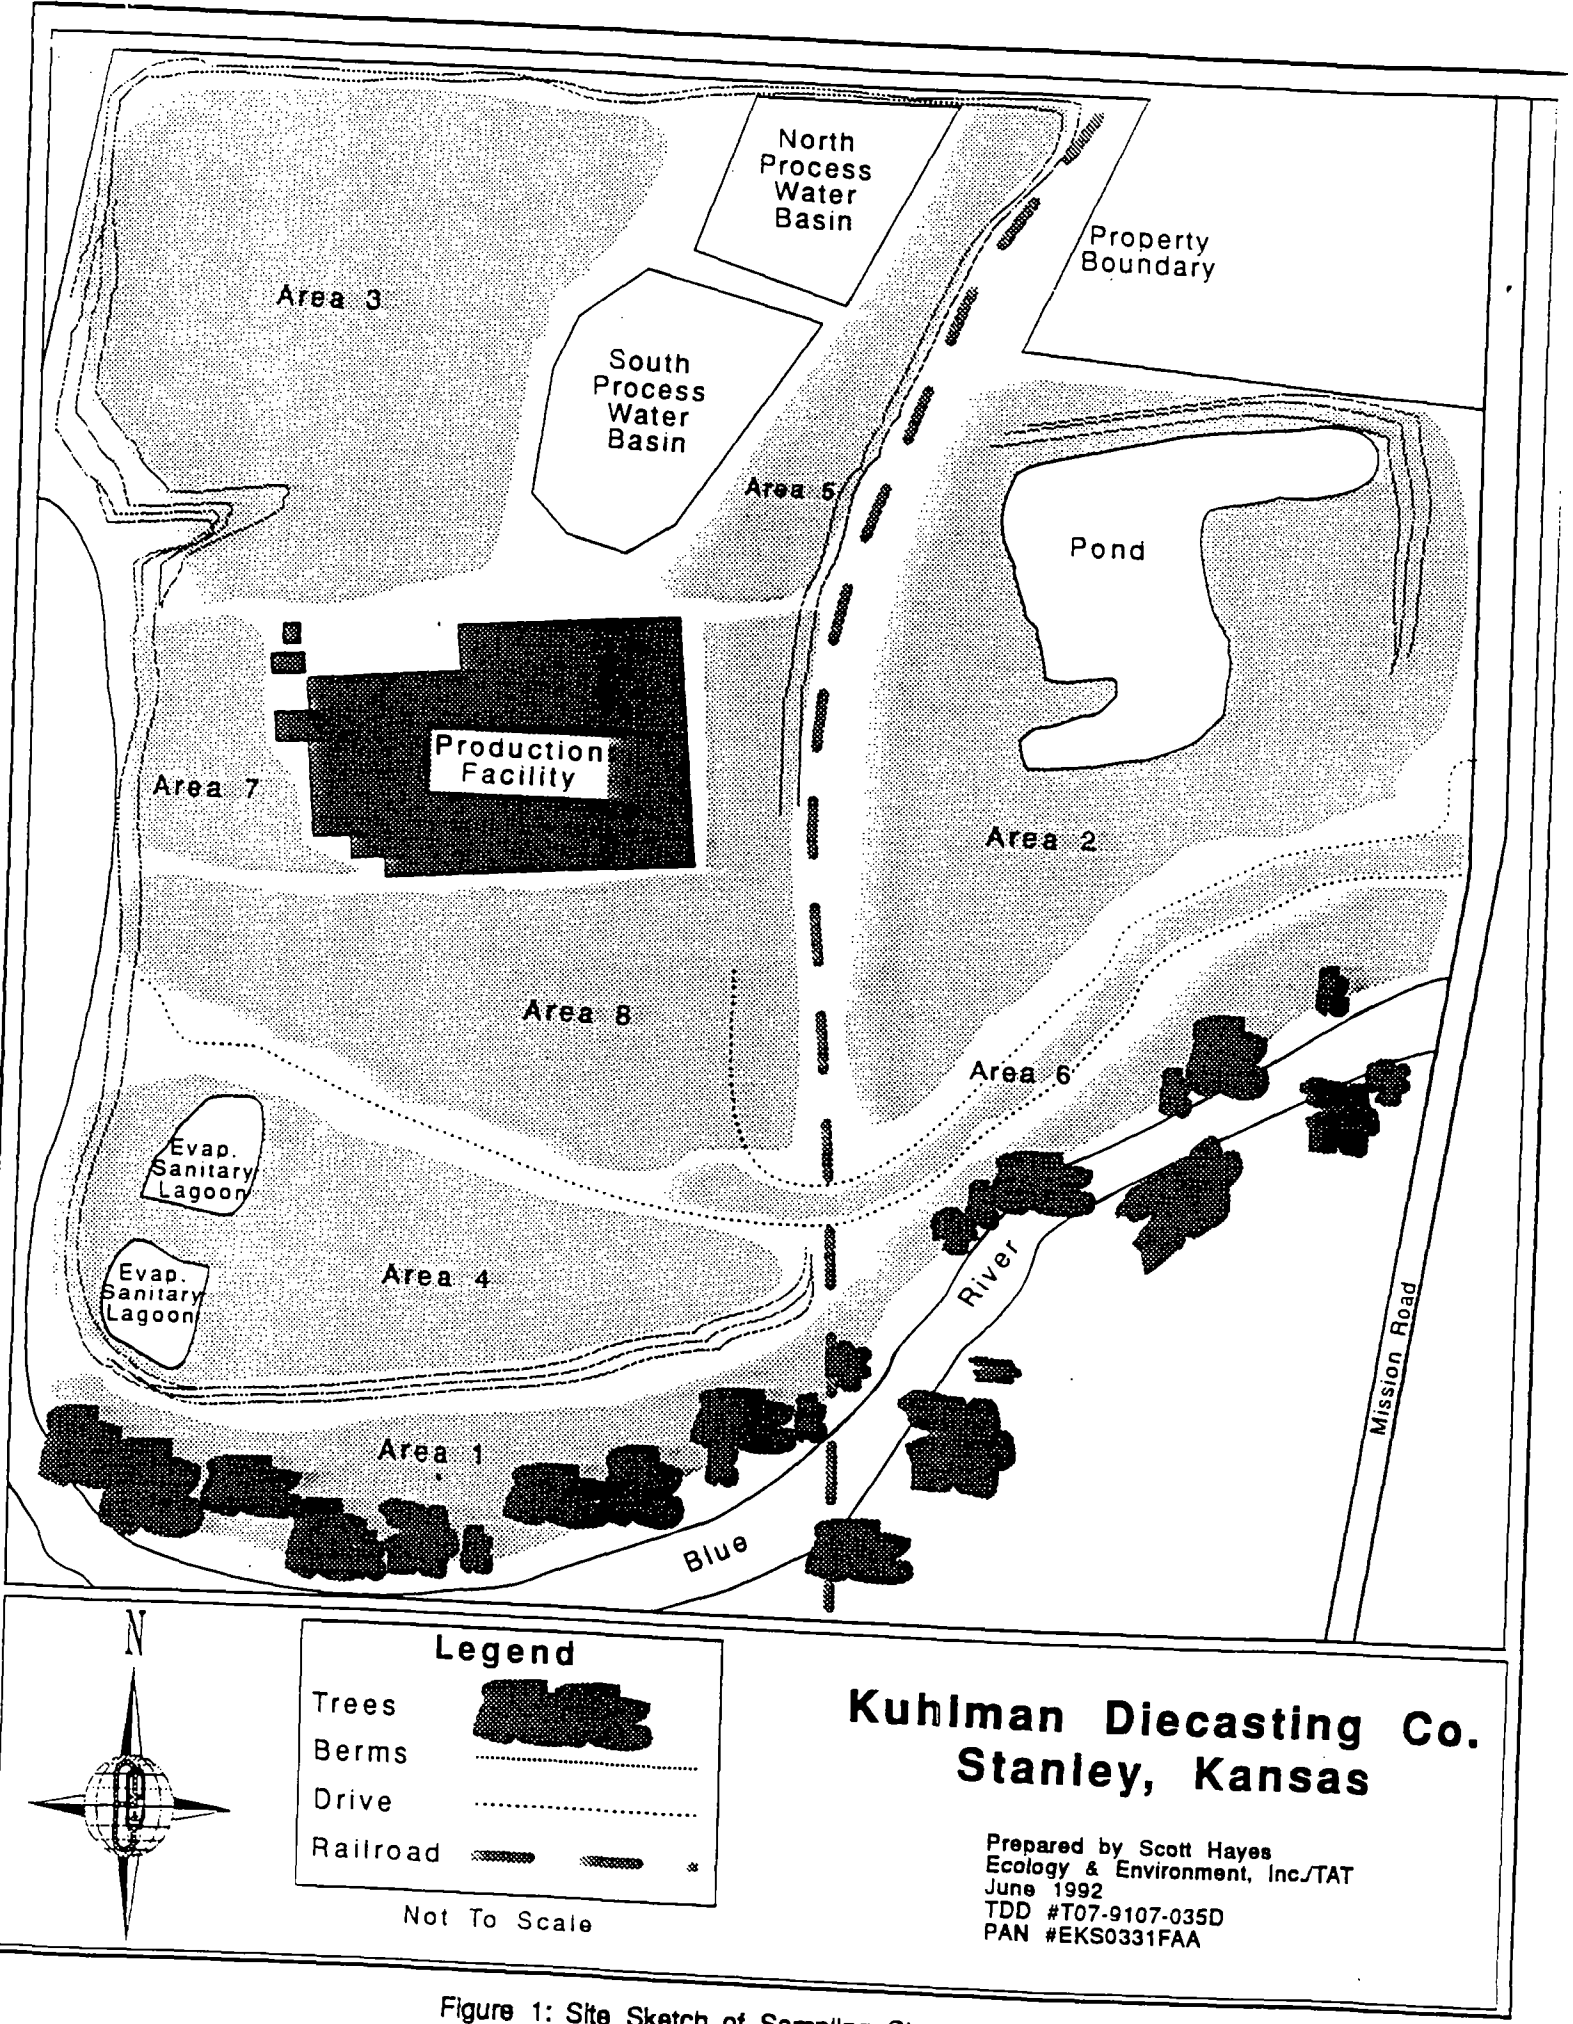 North
Process
Water
Basin
Property
Boundary
Area 3
South
Process
Water
Basin
Area 5
Pond
Production
Facility
Area 7
Area 2
Area 8
Area 6
Evap.
Sanitary
Lagoon
Evap.
Sanitary
Lagoon
Area 4
River
Mission Road
Area 1
Blue
N
Legend
Trees
Berms
Drive
Railroad
Not To Scale
Kuhlman Diecasting Co.
Stanley, Kansas
Prepared by Scott Hayes
Ecology & Environment, Inc./TAT
June 1992
TDD #T07-9107-035D
PAN #EKS0331FAA
Figure 1: Site Sketch of Sampling